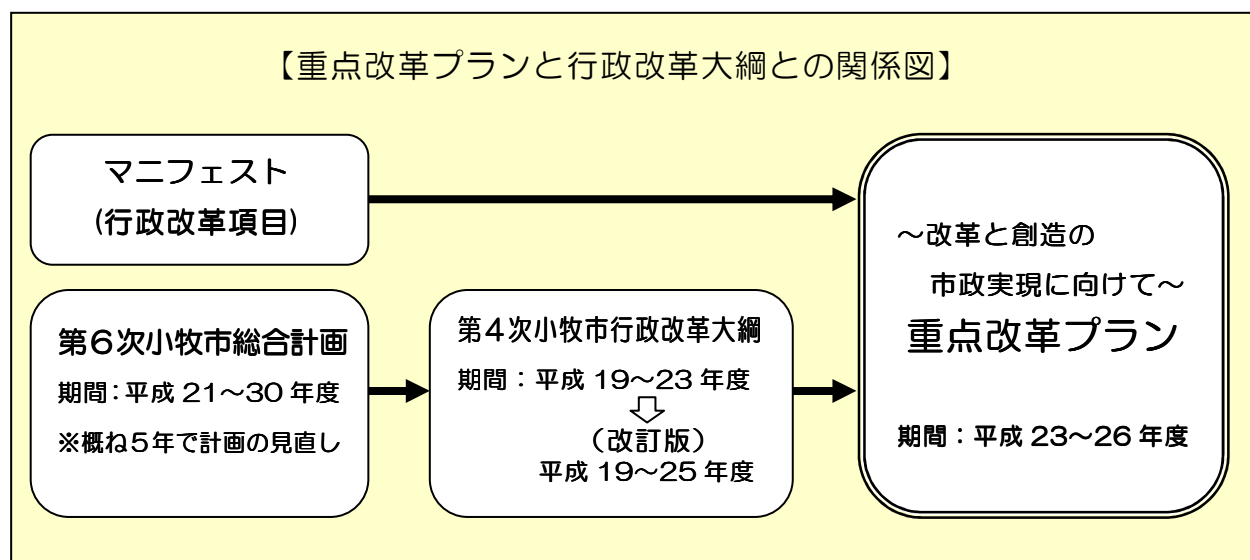 【重点改革プランと行政改革大綱との関係図】
マニフェスト
(行政改革項目)
第６次小牧市総合計画
期間：平成 21～30 年度
※概ね５年で計画の見直し
第４次小牧市行政改革大綱
期間：平成 19～23 年度
（改訂版）
平成 19～25 年度
～改革と創造の
市政実現に向けて～
重点改革プラン
期間：平成 23～26 年度